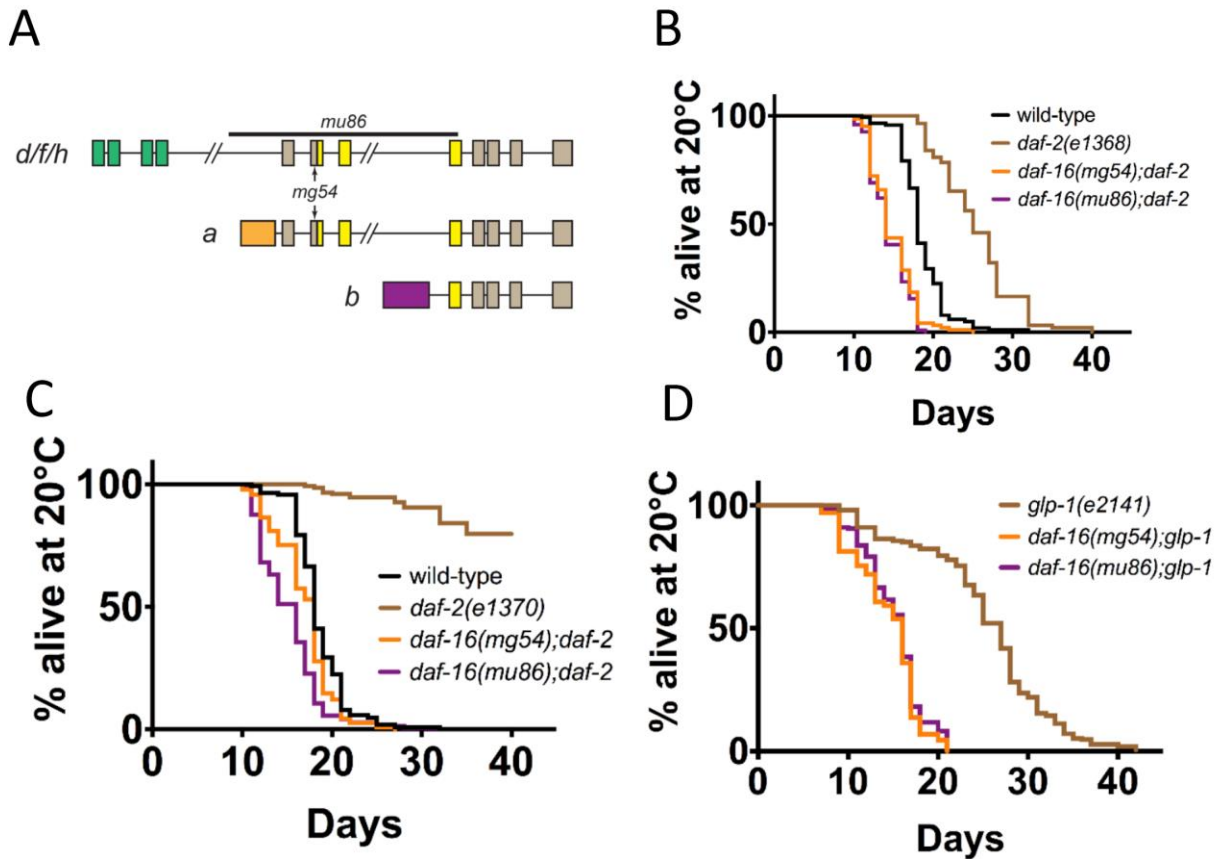 A
mu86
d/f/h
mg54
a
b
B
% alive at 20°C
100
50
0
0 10 20 30 40
Days
wild-type
daf-2(e1368)
daf-16(mg54);daf-2
daf-16(mu86);daf-2
C
% alive at 20°C
100
50
0
0 10 20 30 40
Days
wild-type
daf-2(e1370)
daf-16(mg54);daf-2
daf-16(mu86);daf-2
D
% alive at 20°C
100
50
0
0 10 20 30 40
Days
glp-1(e2141)
daf-16(mg54);glp-1
daf-16(mu86);glp-1